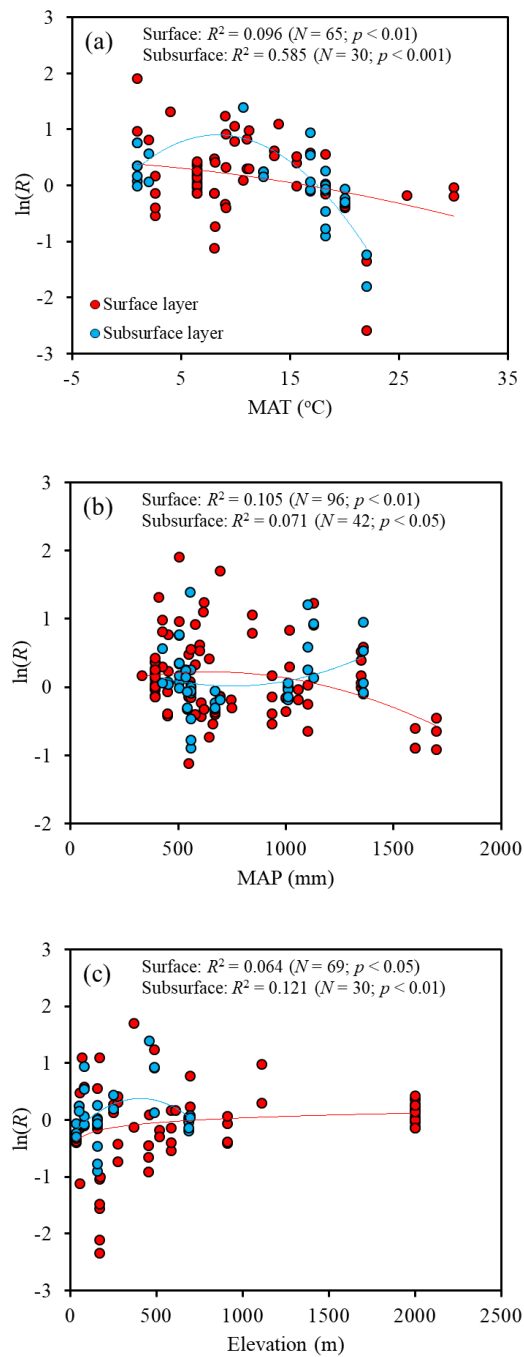 (a)
Surface: R² = 0.096 (N = 65; p < 0.01)
Subsurface: R² = 0.585 (N = 30; p < 0.001)
3
2
1
0
-1
-2
-3
ln(R)
Surface layer
Subsurface layer
-5 5 15 25 35
MAT (°C)
(b)
Surface: R² = 0.105 (N = 96; p < 0.01)
Subsurface: R² = 0.071 (N = 42; p < 0.05)
3
2
1
0
-1
-2
ln(R)
0 500 1000 1500 2000
MAP (mm)
(c)
Surface: R² = 0.064 (N = 69; p < 0.05)
Subsurface: R² = 0.121 (N = 30; p < 0.01)
3
2
1
0
-1
-2
-3
ln(R)
0 500 1000 1500 2000 2500
Elevation (m)